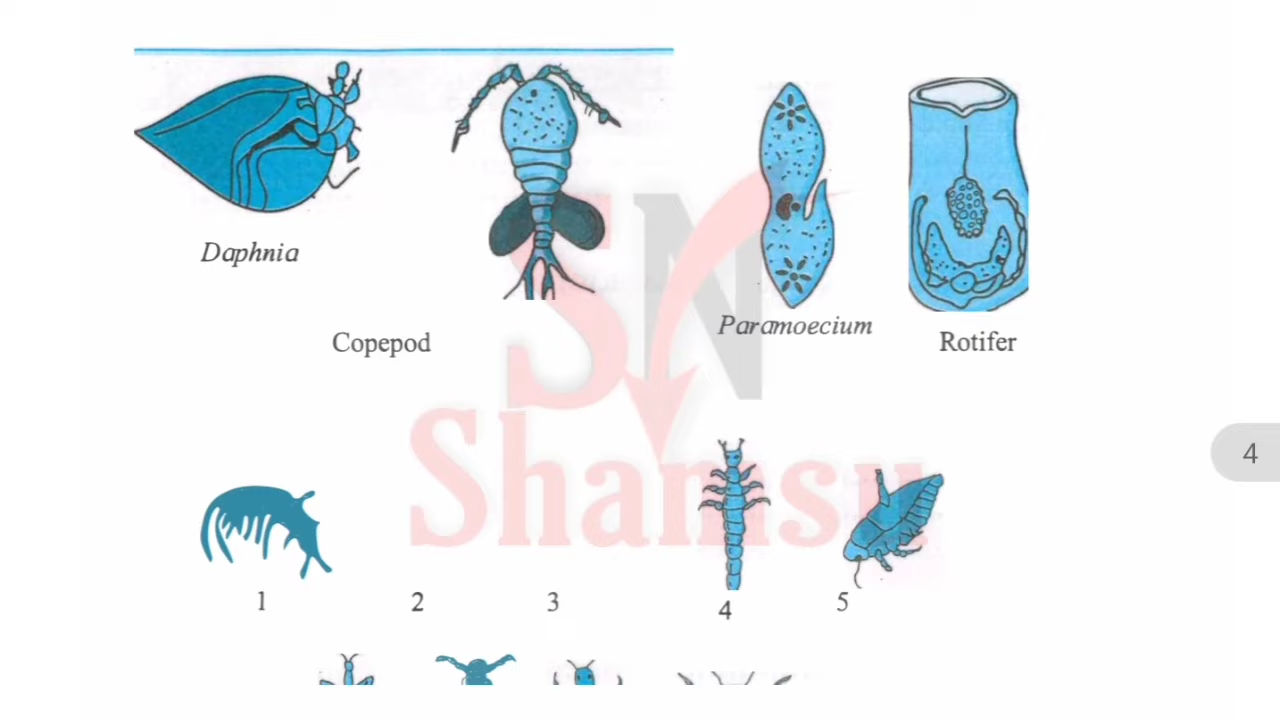 Daphnia
Copepod
Paramoecium
Rotifer
SN
Shamsu
4
1 2 3 4 5